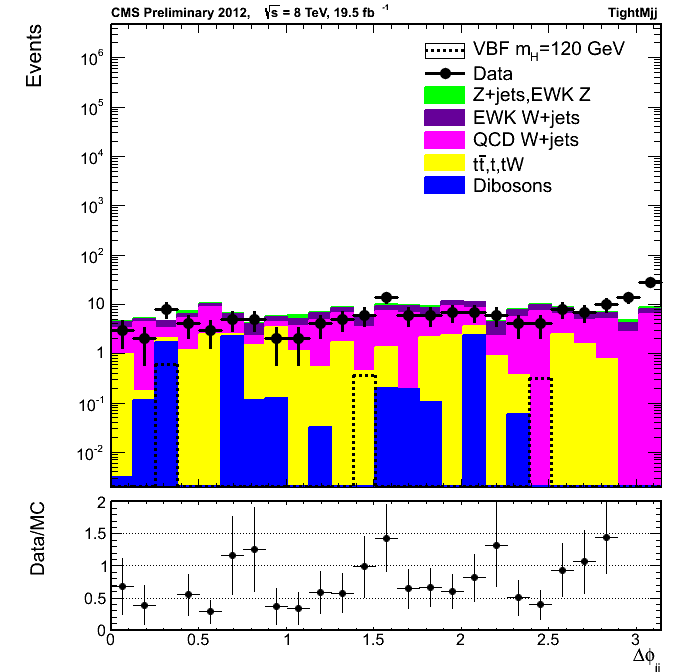 CMS Preliminary 2012, √s = 8 TeV, 19.5 fb⁻¹ TightMjj
Events
VBF m_H=120 GeV
Data
Z+jets,EWK Z
EWK W+jets
QCD W+jets
tt̄,t,tW
Dibosons
10⁶
10⁵
10⁴
10³
10²
10
1
10⁻¹
10⁻²
Data/MC
2
1.5
1
0.5
0
0 0.5 1 1.5 2 2.5 3
Δϕ_jj